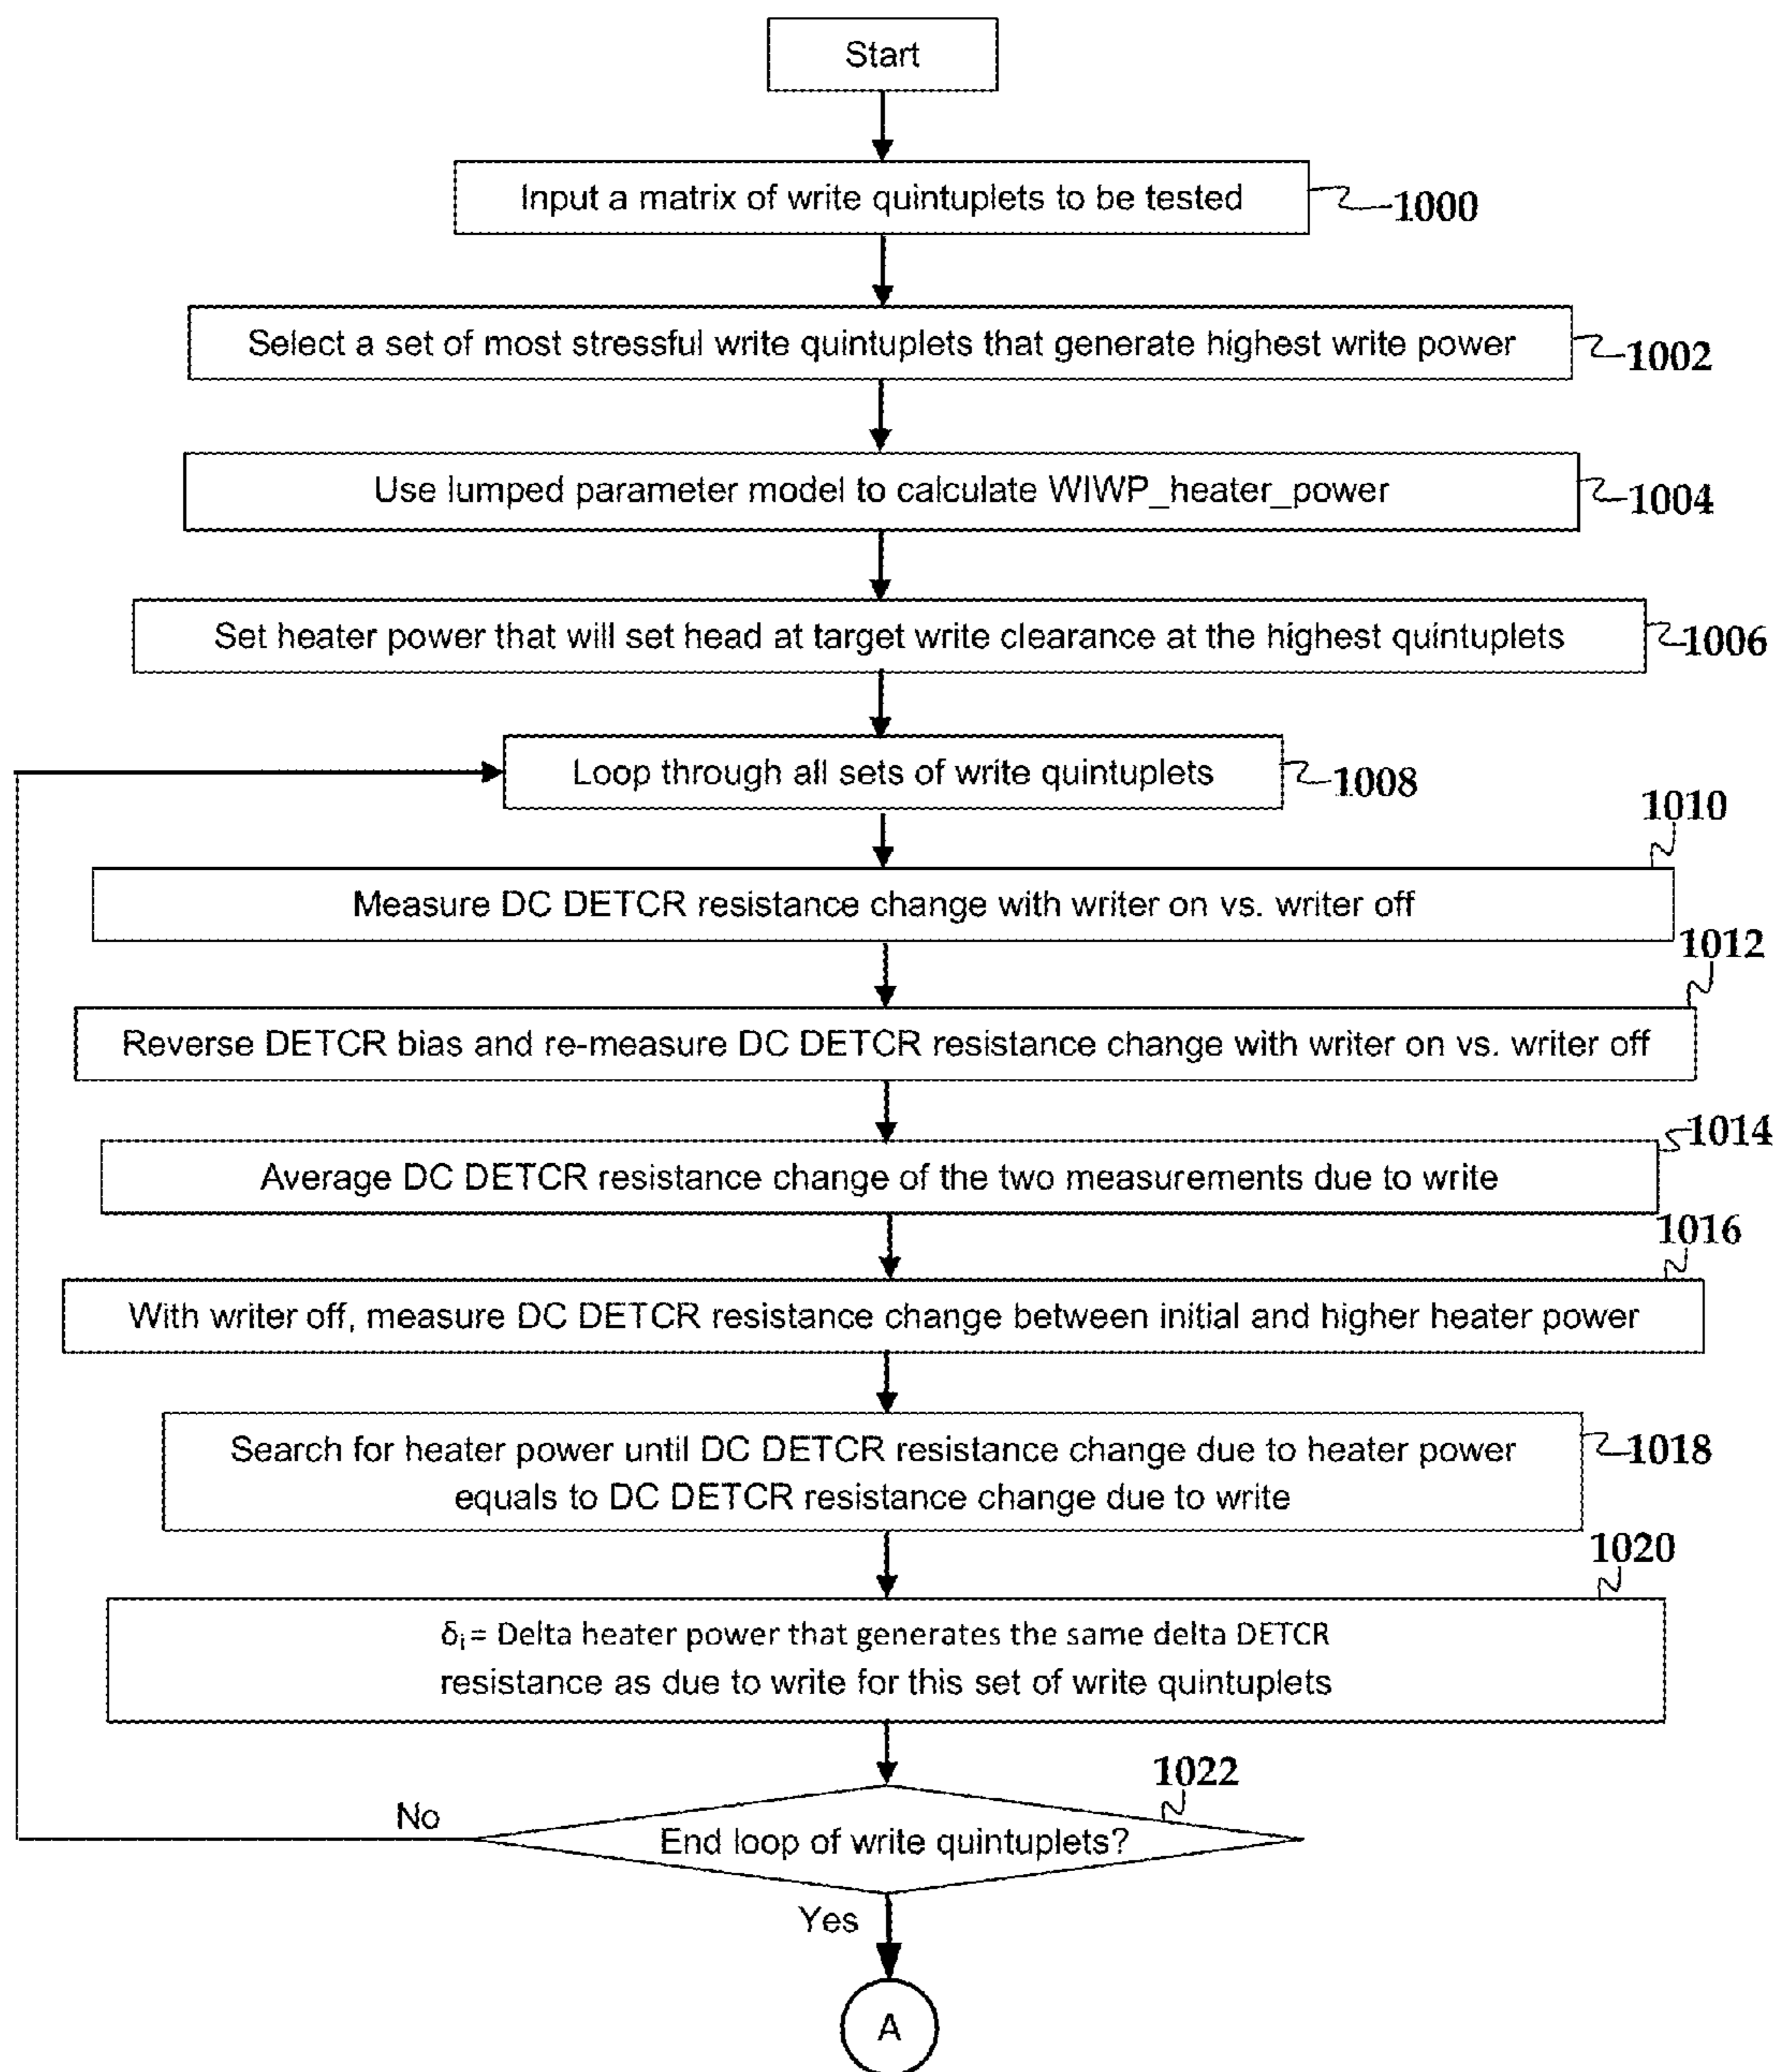 Start
Input a matrix of write quintuplets to be tested
1000
Select a set of most stressful write quintuplets that generate highest write power
1002
Use lumped parameter model to calculate WIWP_heater_power
1004
Set heater power that will set head at target write clearance at the highest quintuplets
1006
Loop through all sets of write quintuplets
1008
1010
Measure DC DETCR resistance change with writer on vs. writer off
1012
Reverse DETCR bias and re-measure DC DETCR resistance change with writer on vs. writer off
1014
Average DC DETCR resistance change of the two measurements due to write
1016
With writer off, measure DC DETCR resistance change between initial and higher heater power
Search for heater power until DC DETCR resistance change due to heater power
equals to DC DETCR resistance change due to write
1018
1020
δi = Delta heater power that generates the same delta DETCR
resistance as due to write for this set of write quintuplets
1022
No
End loop of write quintuplets?
Yes
A